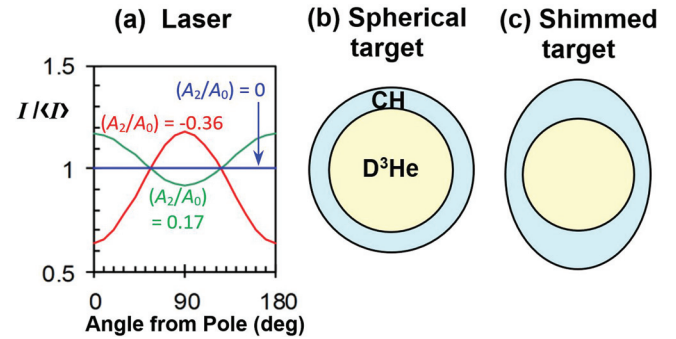 (a) Laser
(b) Spherical
target
(c) Shimmed
target
1.5
I/⟨I⟩
1
0.5
(A₂/A₀) = 0
(A₂/A₀) = -0.36
(A₂/A₀)
= 0.17
0
90
180
Angle from Pole (deg)
CH
D³He